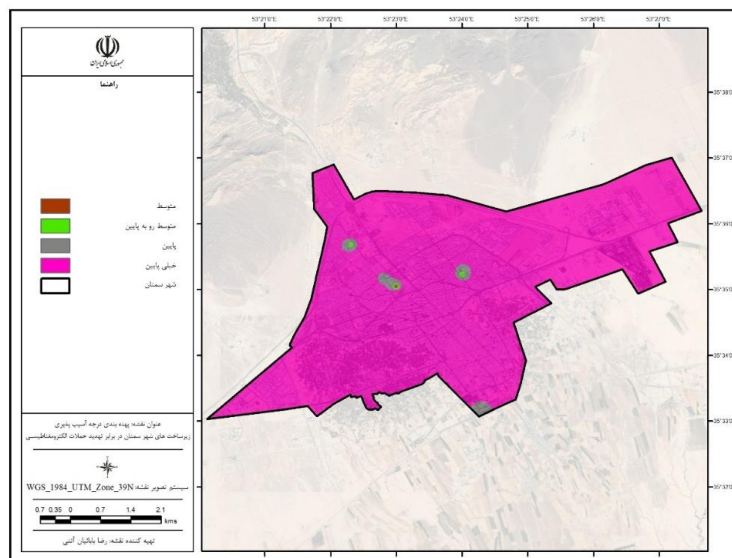 53°21'0"E 53°22'0"E 53°23'0"E 53°24'0"E 53°25'0"E 53°26'0"E 53°27'0"E
جمهوری اسلامی ایران
راهنما
متوسط
متوسط رو به پایین
پایین
خیلی پایین
شهر سمنان
35°38'0"N
35°37'0"N
35°36'0"N
35°35'0"N
35°34'0"N
35°33'0"N
35°32'0"N
عنوان نقشه: پهنه بندی درجه آسیب پذیری
زیرساخت های شهر سمنان در برابر تهدید حملات الکترومغناطیسی
سیستم تصویر نقشه: WGS_1984_UTM_Zone_39N
0.7 0.35 0 0.7 1.4 2.1
kms
تهیه کننده نقشه: رضا بابکیان آتنی